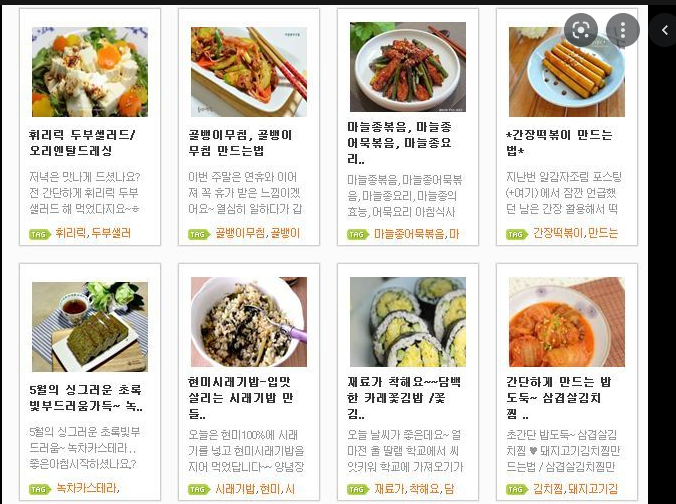 휘리릭 두부샐러드/
오리엔탈드레싱
저녁은 맛나게 드셨나요?
전 간단하게 휘리릭 두부
샐러드 해 먹었다지요~ㅎ
TAG 휘리릭, 두부샐러
골뱅이무침, 골뱅이
무침 만드는법
이번 주말은 연휴와 이어
져 꼭 휴가 받은 느낌이겠
어요~ 열심히 일하다가 갑
TAG 골뱅이무침, 골뱅이
마늘종볶음, 마늘종
어묵볶음, 마늘종요
리..
마늘종볶음, 마늘종어묵볶
음, 마늘종요리, 마늘종의
효능, 어묵요리 아침식사
TAG 마늘종어묵볶음, 마
*간장떡볶이 만드는
법*
지난번 알감자조림 포스팅
(+여기) 에서 잠깐 언급했
던 남은 간장 활용해서 떡
TAG 간장떡볶이, 만드는
5월의 싱그러운 초록
빛부드러움가득~ 녹..
5월의 싱그러운 초록빛부
드러움~ 녹차카스테라 ..
좋은아침시작하셨나요.?
TAG 녹차카스테라,
현미시래기밥-입맛
살리는 시래기밥 만
들..
오늘은 현미100%에 시래
기를 넣고 현미시래기밥을
지어 먹었답니다~~ 양념장
TAG 시래기밥, 현미, 시
재료가 착해요~~담백
한 카레꽃김밥 /꽃
김..
오늘 날씨가 좋은데요~ 얼
마전 울 딸램 학교에서 씨
앗키워 학교에 가져오기가
TAG 재료가, 착해요, 담
간단하게 만드는 밥
도둑~ 삼겹살김치
찜 ..
초간단 밥도둑~ 삼겹살김
치찜 ♥ 돼지고기김치찜만
드는법 / 삼겹살김치찜만
TAG 김치찜, 돼지고기김